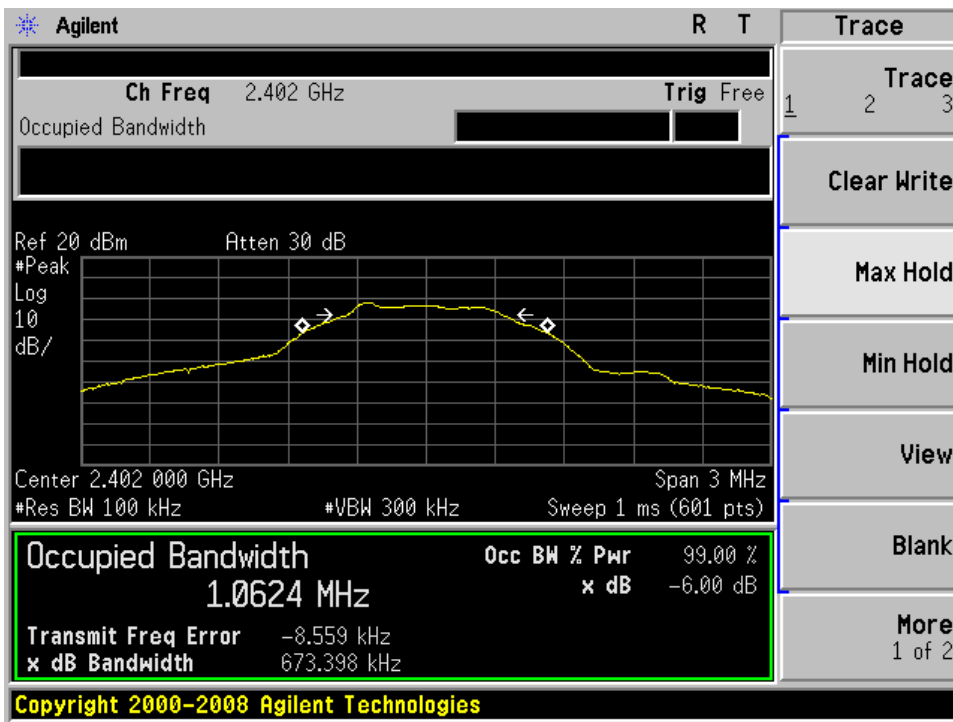 Agilent R T Trace
Ch Freq 2.402 GHz Trig Free
Occupied Bandwidth
Trace
1 2 3
Clear Write
Max Hold
Min Hold
View
Blank
More
1 of 2
Ref 20 dBm Atten 30 dB
#Peak
Log
10
dB/
Center 2.402 000 GHz Span 3 MHz
#Res BW 100 kHz #VBW 300 kHz Sweep 1 ms (601 pts)
Occupied Bandwidth Occ BW % Pwr 99.00 %
1.0624 MHz x dB -6.00 dB
Transmit Freq Error -8.559 kHz
x dB Bandwidth 673.398 kHz
Copyright 2000-2008 Agilent Technologies